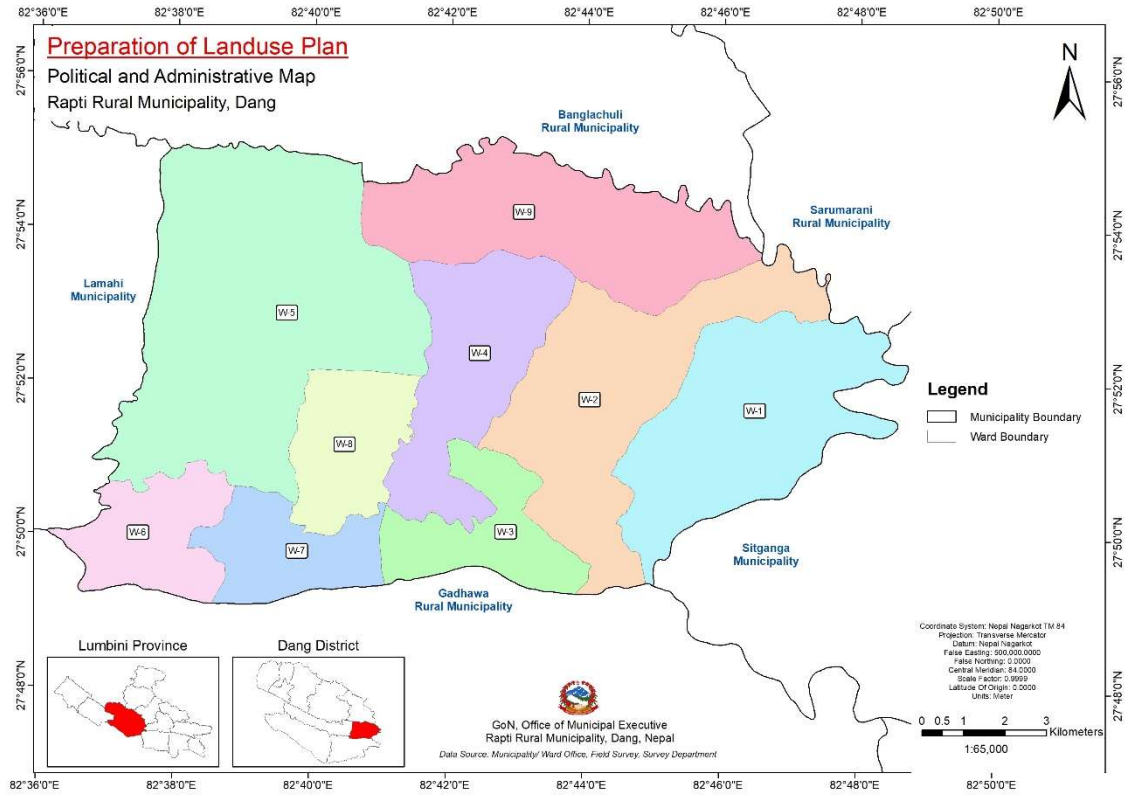 82°36'0"E
82°38'0"E
82°40'0"E
82°42'0"E
82°44'0"E
82°46'0"E
82°48'0"E
82°50'0"E
Preparation of Landuse Plan
Political and Administrative Map
Rapti Rural Municipality, Dang
N
27°56'0"N
27°56'0"N
Banglachuli
Rural Municipality
Sarumarani
Rural Municipality
W-9
27°54'0"N
27°54'0"N
Lamahi
Municipality
W-5
W-4
W-2
W-1
27°52'0"N
27°52'0"N
Legend
Municipality Boundary
Ward Boundary
W-8
W-6
W-7
W-3
27°50'0"N
27°50'0"N
Sitganga
Municipality
Gadhawa
Rural Municipality
Lumbini Province
Dang District
27°48'0"N
27°48'0"N
Coordinate System: Nepal Nagarkot TM 84
Projection: Transverse Mercator
Datum: Nepal Nagarkot
False Easting: 500,000.0000
False Northing: 0.0000
Central Meridian: 84.0000
Scale Factor: 0.9999
Latitude Of Origin: 0.0000
Units: Meter
GoN, Office of Municipal Executive
Rapti Rural Municipality, Dang, Nepal
Data Source: Municipality/ Ward Office, Field Survey, Survey Department
0 0.5 1 2 3
Kilometers
1:65,000
82°36'0"E
82°38'0"E
82°40'0"E
82°42'0"E
82°44'0"E
82°46'0"E
82°48'0"E
82°50'0"E